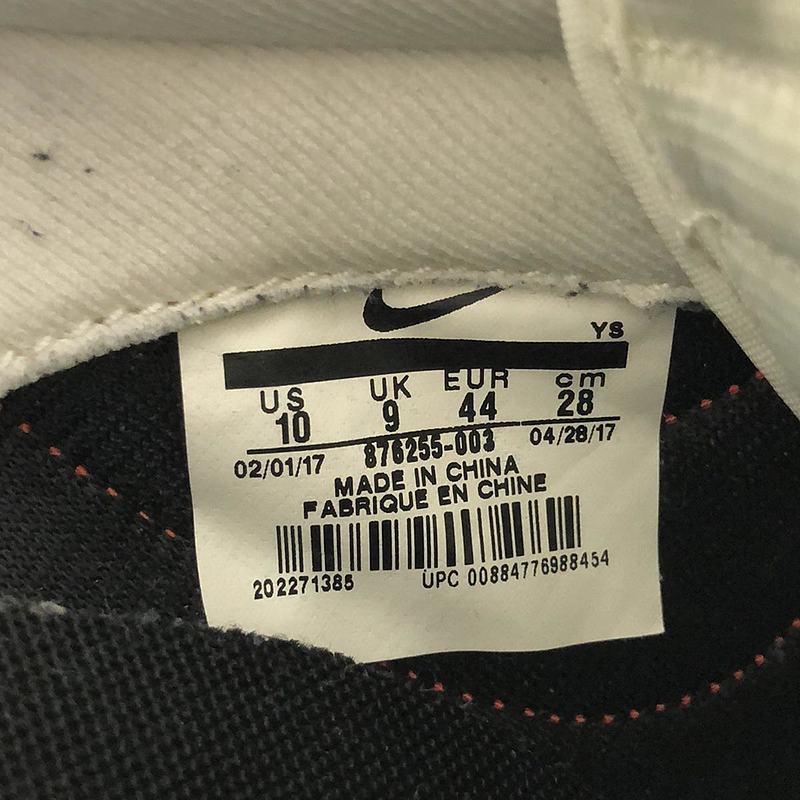 YS
US UK EUR cm
10 9 44 28
02/01/17 876255-003 04/28/17
MADE IN CHINA
FABRIQUE EN CHINE
202271385 UPC 00884776988454